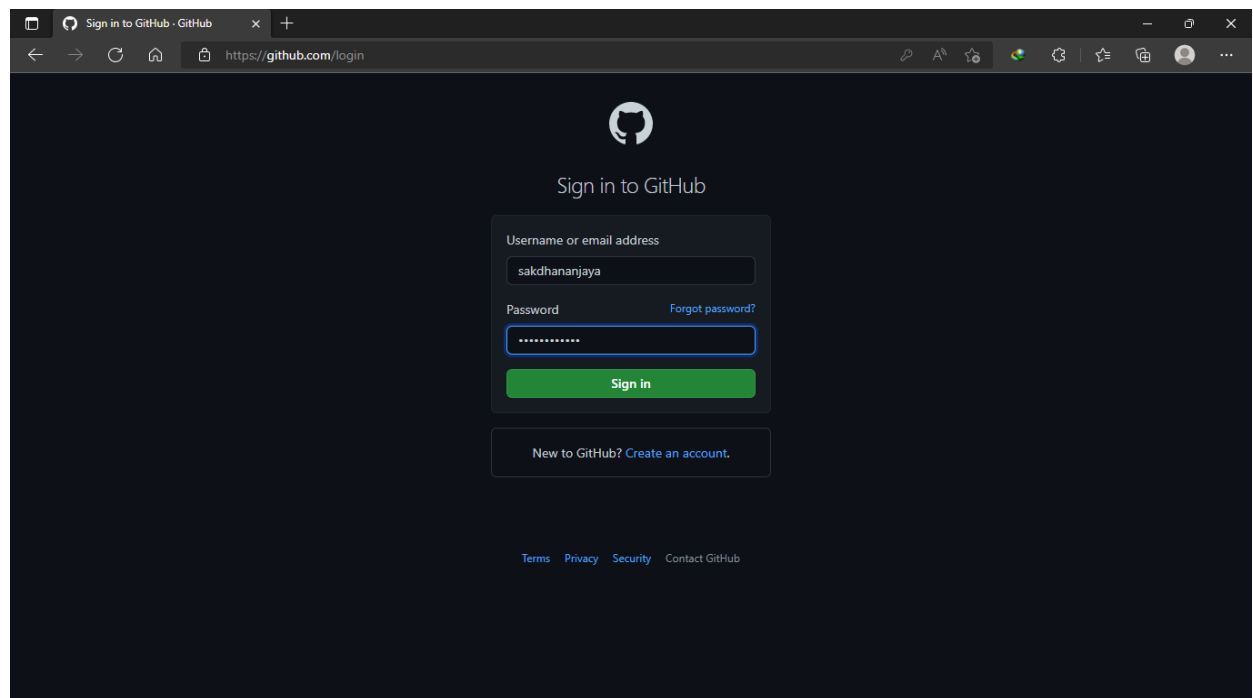 Sign in to GitHub · GitHub
https://github.com/login
Sign in to GitHub
Username or email address
sakdhananjaya
Password Forgot password?
••••••••••••
Sign in
New to GitHub? Create an account.
Terms Privacy Security Contact GitHub